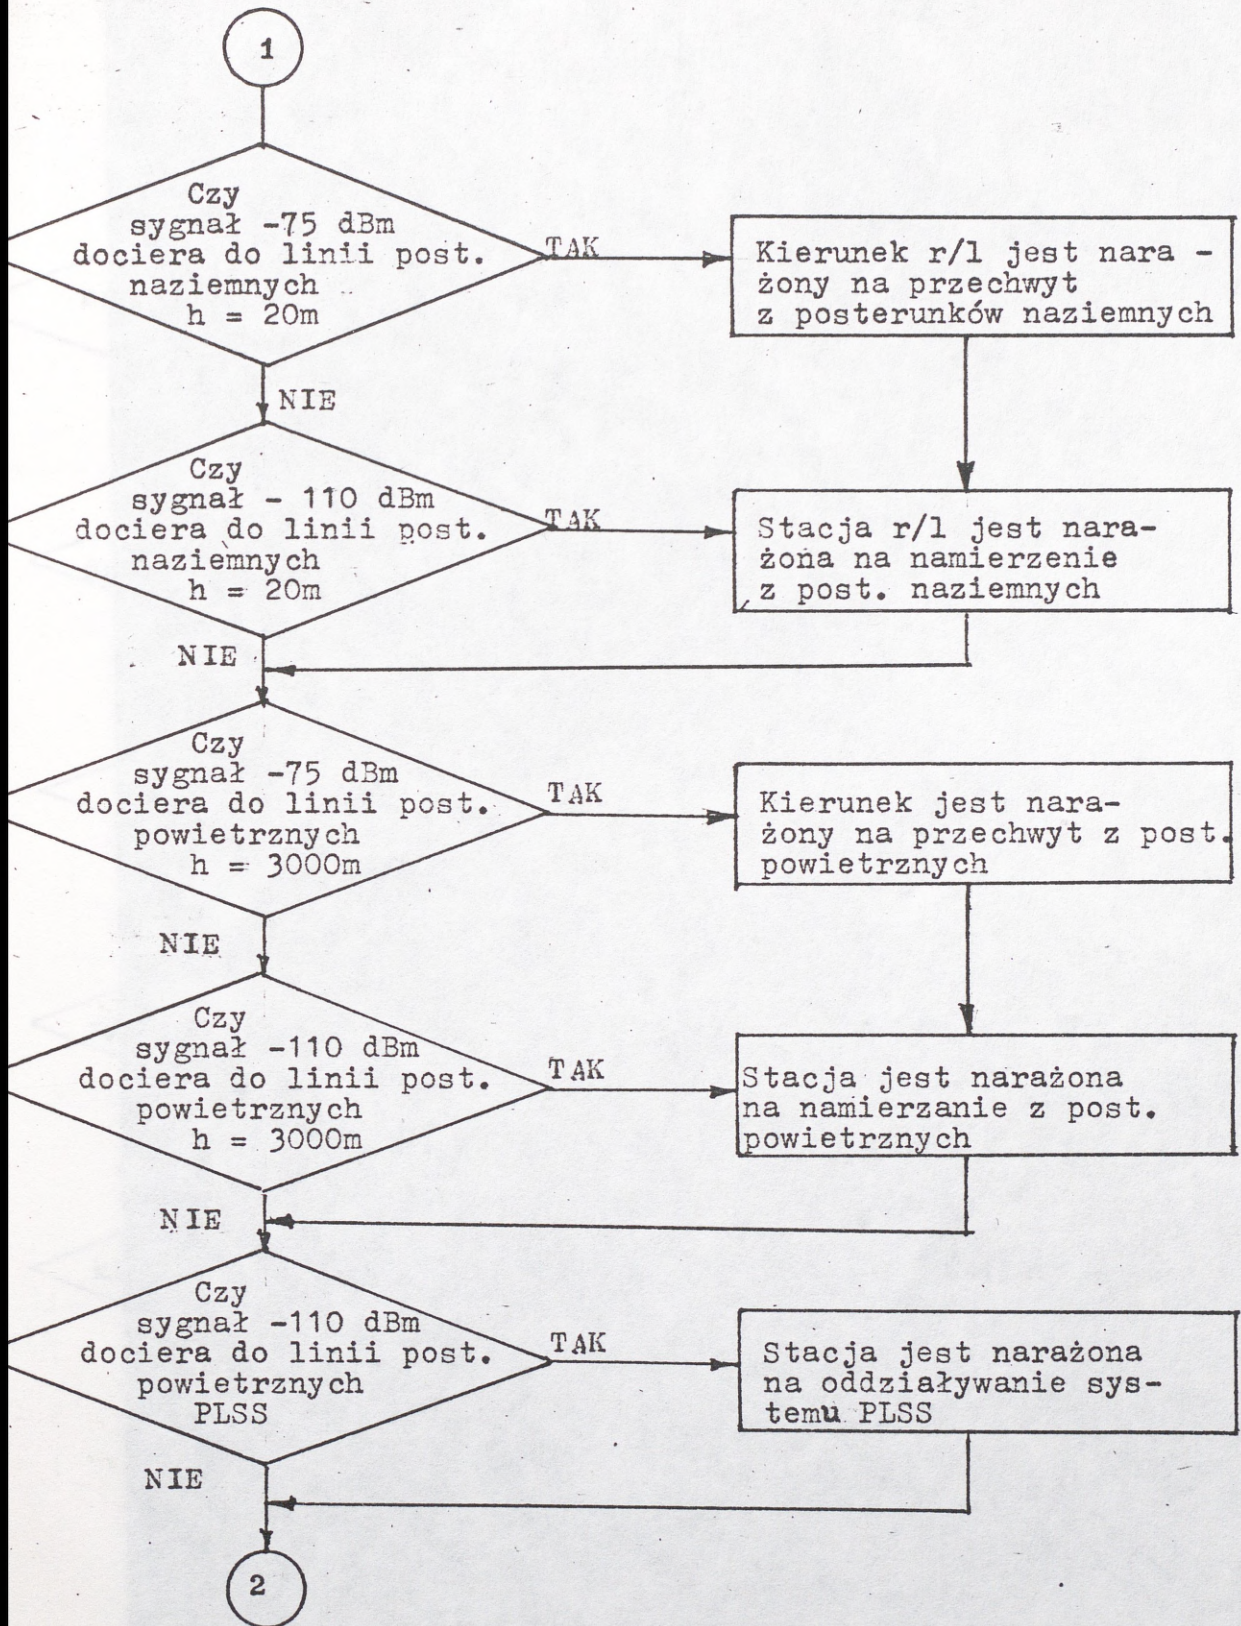 1
Czy
sygnał -75 dBm
dociera do linii post.
naziemnych
h = 20m
TAK
Kierunek r/l jest nara -
żony na przechwyt
z posterunków naziemnych
NIE
Czy
sygnał - 110 dBm
dociera do linii post.
naziemnych
h = 20m
TAK
Stacja r/l jest nara-
żona na namierzenie
z post. naziemnych
NIE
Czy
sygnał -75 dBm
dociera do linii post.
powietrznych
h = 3000m
TAK
Kierunek jest nara-
żony na przechwyt z post.
powietrznych
NIE
Czy
sygnał -110 dBm
dociera do linii post.
powietrznych
h = 3000m
TAK
Stacja jest narażona
na namierzanie z post.
powietrznych
NIE
Czy
sygnał -110 dBm
dociera do linii post.
powietrznych
PLSS
TAK
Stacja jest narażona
na oddziaływanie sys-
temu PLSS
NIE
2